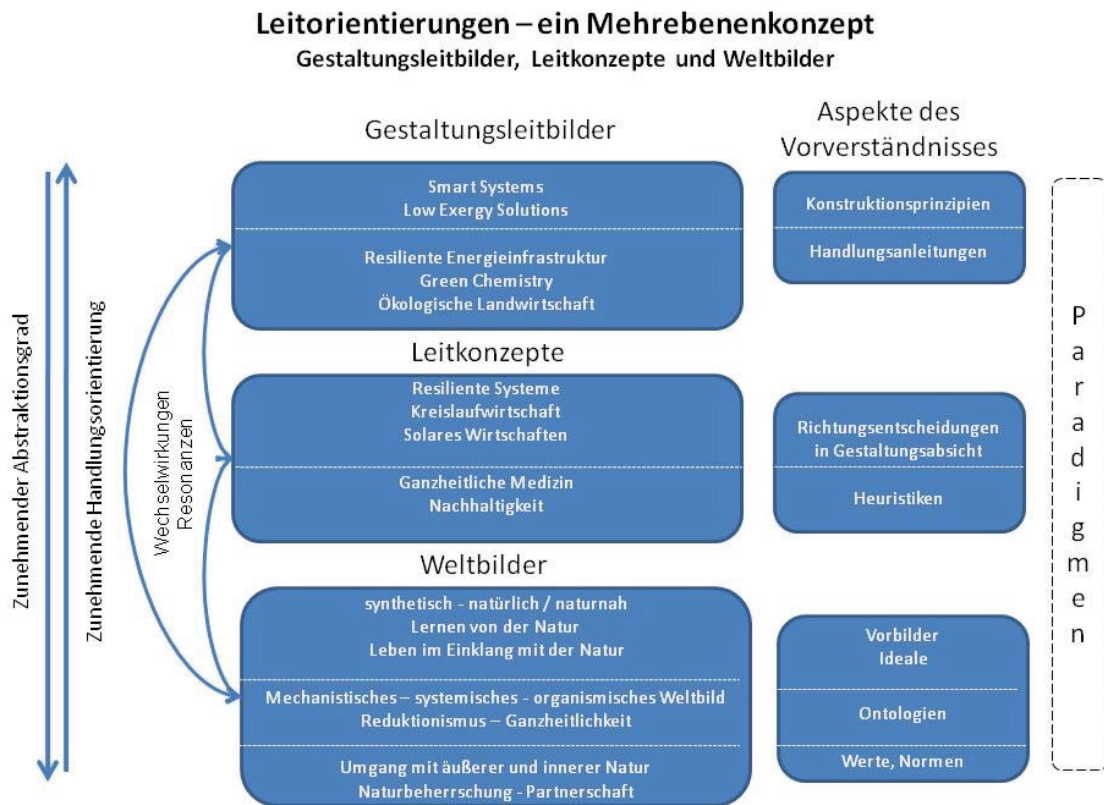 Leitorientierungen – ein Mehrebenenkonzept
Gestaltungsleitbilder, Leitkonzepte und Weltbilder
Gestaltungsleitbilder
Aspekte des
Vorverständnisses
Smart Systems
Low Exergy Solutions
Resiliente Energieinfrastruktur
Green Chemistry
Ökologische Landwirtschaft
Konstruktionsprinzipien
Handlungsanleitungen
Leitkonzepte
Resiliente Systeme
Kreislaufwirtschaft
Solares Wirtschaften
Ganzheitliche Medizin
Nachhaltigkeit
Richtungsentscheidungen
in Gestaltungsabsicht
Heuristiken
Weltbilder
synthetisch - natürlich / naturnah
Lernen von der Natur
Leben im Einklang mit der Natur
Mechanistisches – systemisches - organismisches Weltbild
Reduktionismus – Ganzheitlichkeit
Umgang mit äußerer und innerer Natur
Naturbeherrschung - Partnerschaft
Vorbilder
Ideale
Ontologien
Werte, Normen
Zunehmender Abstraktionsgrad
Zunehmende Handlungsorientierung
Wechselwirkungen
Resonanzen
Paradigmen